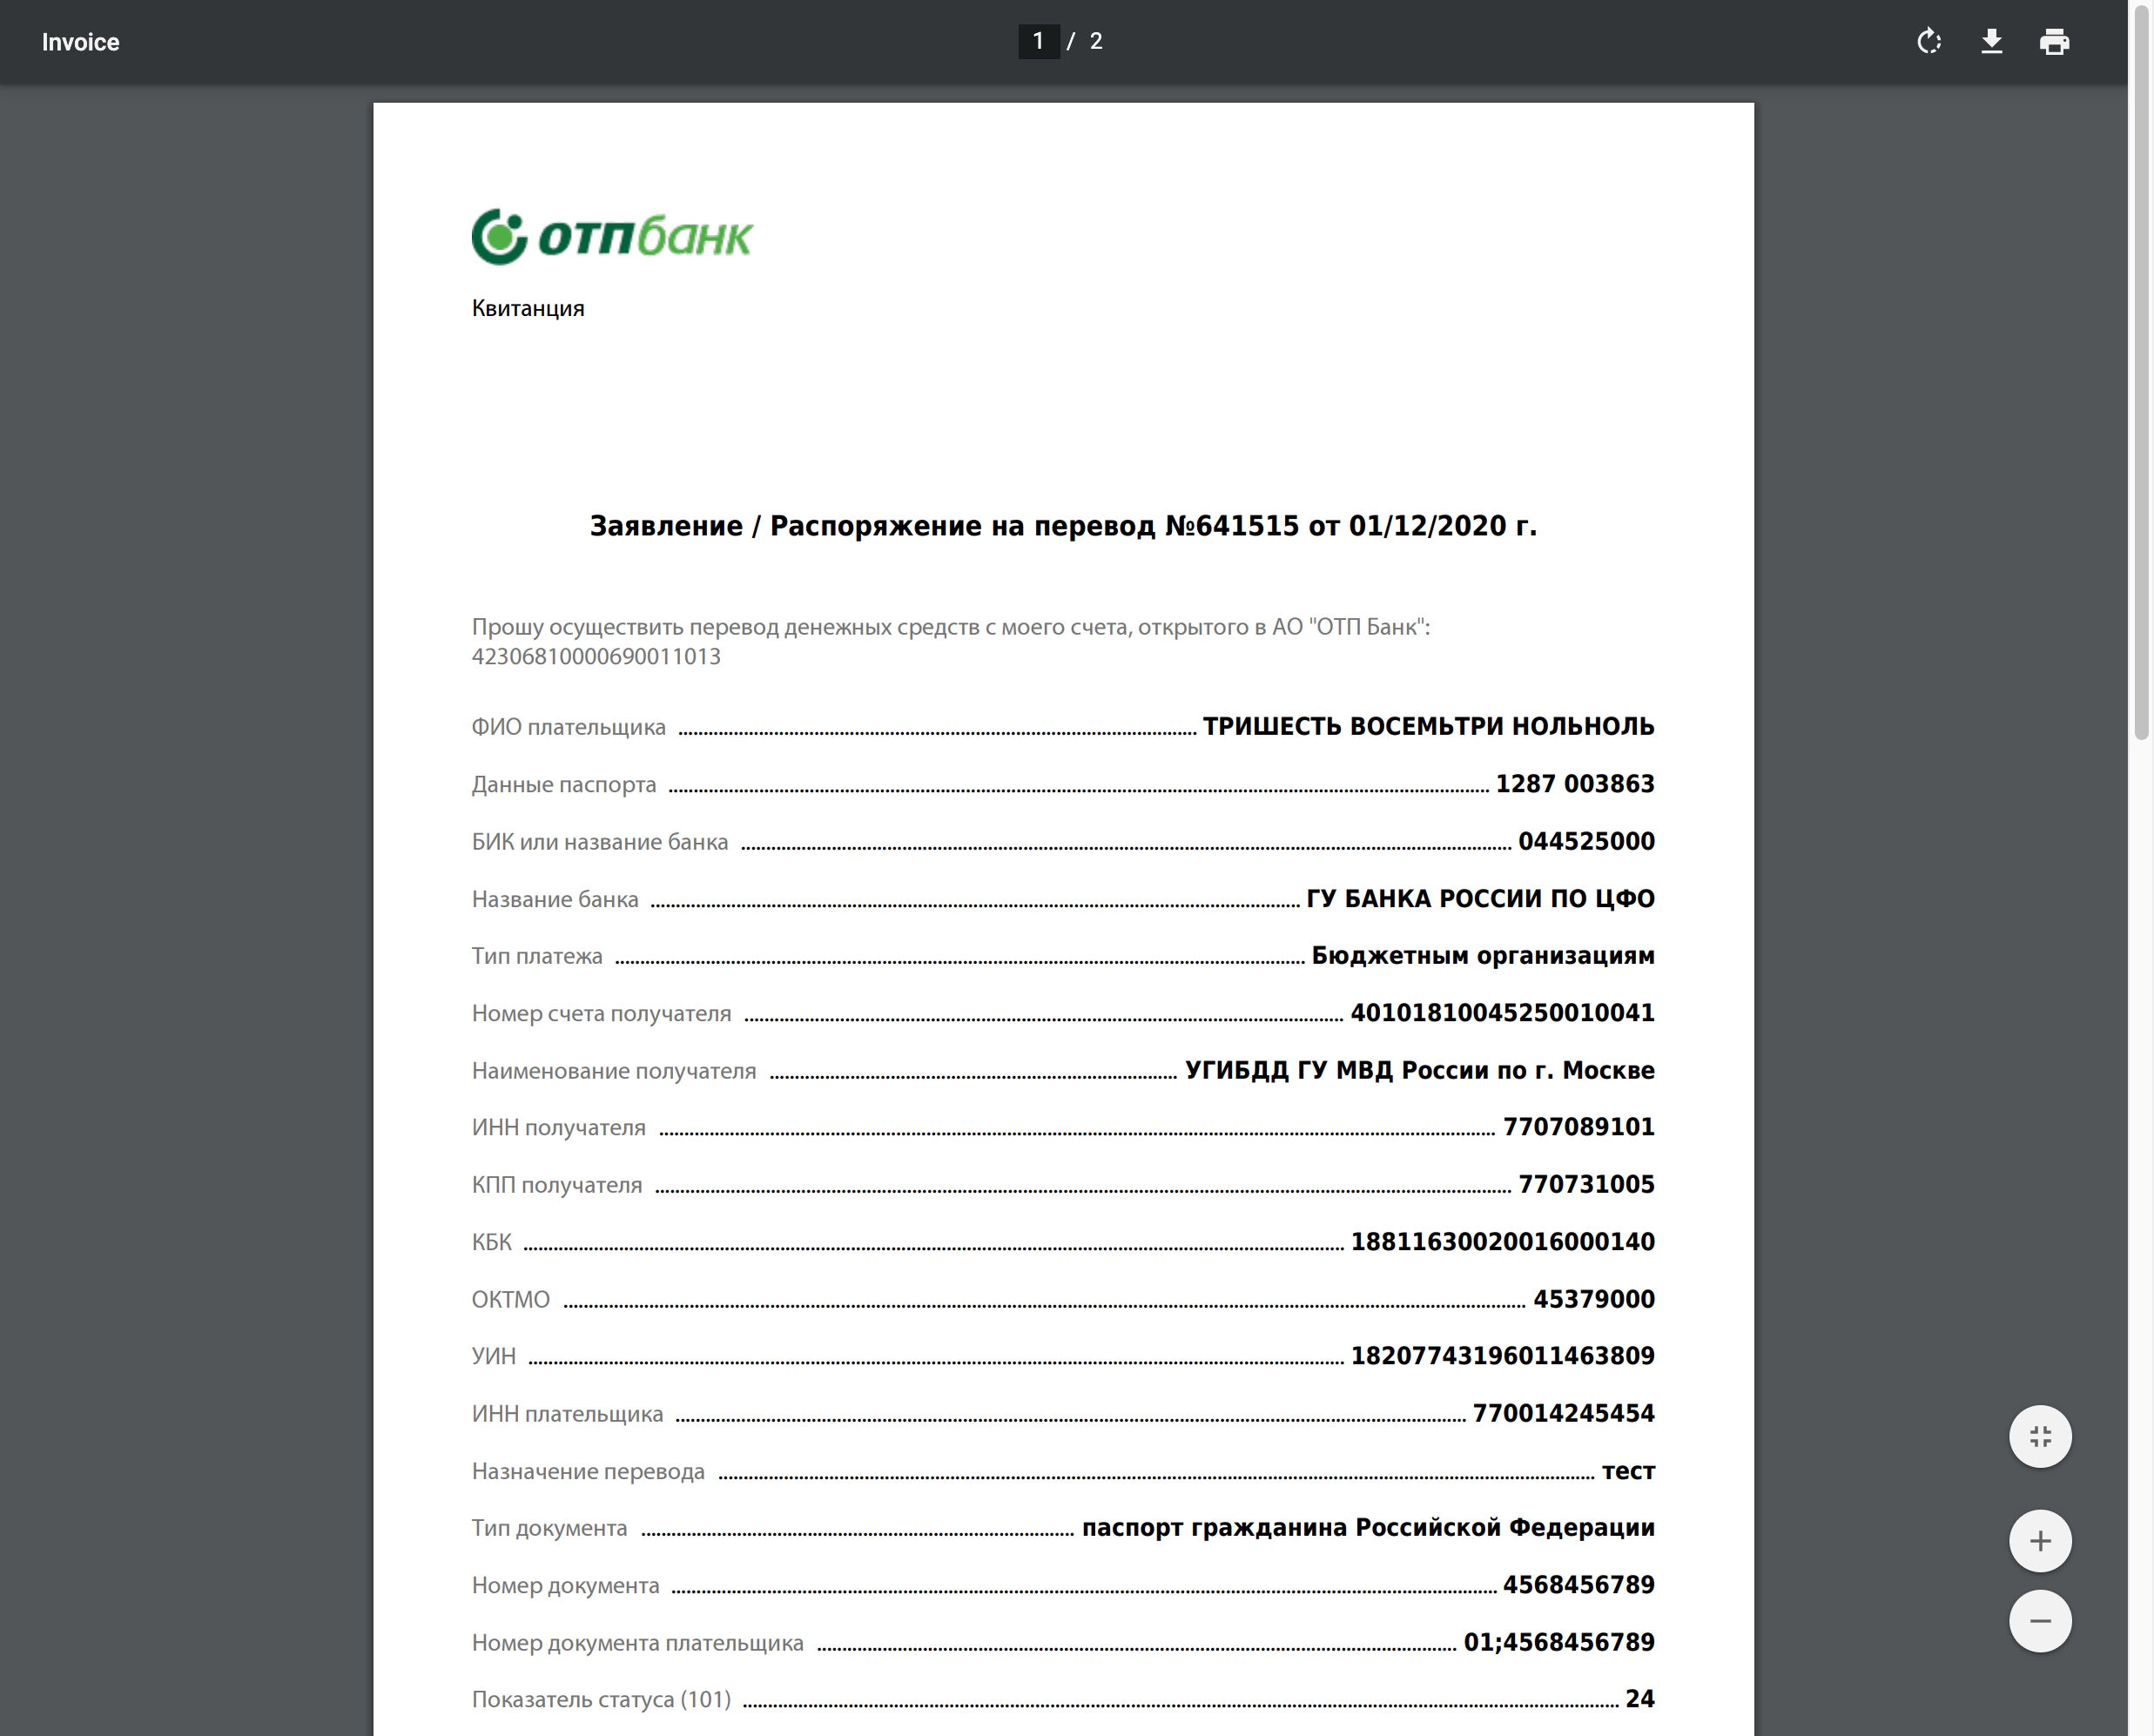 Invoice
1 / 2
отпбанк
Квитанция
Заявление / Распоряжение на перевод №641515 от 01/12/2020 г.
Прошу осуществить перевод денежных средств с моего счета, открытого в АО "ОТП Банк":
42306810000690011013
ФИО плательщика ТРИШЕСТЬ ВОСЕМЬТРИ НОЛЬНОЛЬ
Данные паспорта 1287 003863
БИК или название банка 044525000
Название банка ГУ БАНКА РОССИИ ПО ЦФО
Тип платежа Бюджетным организациям
Номер счета получателя 40101810045250010041
Наименование получателя УГИБДД ГУ МВД России по г. Москве
ИНН получателя 7707089101
КПП получателя 770731005
КБК 18811630020016000140
ОКТМО 45379000
УИН 18207743196011463809
ИНН плательщика 770014245454
Назначение перевода тест
Тип документа паспорт гражданина Российской Федерации
Номер документа 4568456789
Номер документа плательщика 01;4568456789
Показатель статуса (101) 24